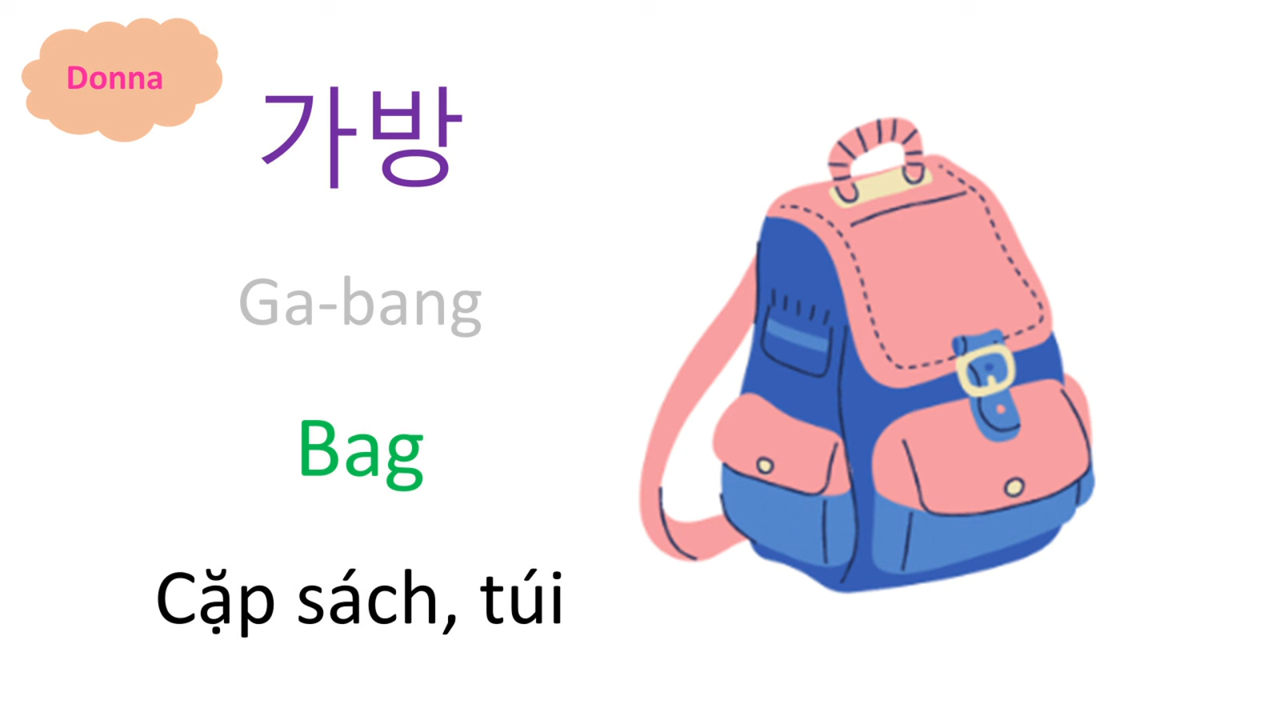 Donna
가방
Ga-bang
Bag
Cặp sách, túi